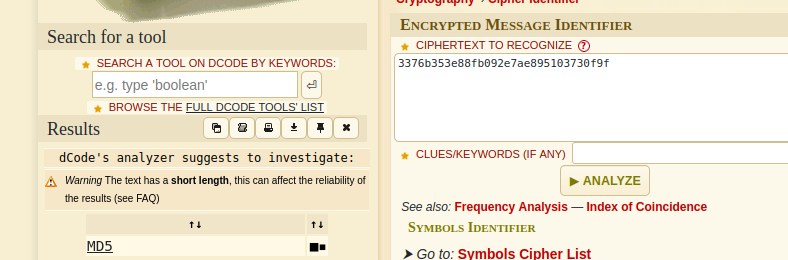 Cryptography › Cipher Identifier
Search for a tool
★ SEARCH A TOOL ON DCODE BY KEYWORDS:
e.g. type 'boolean'
★ BROWSE THE FULL DCODE TOOLS' LIST
Results
dCode's analyzer suggests to investigate:
Warning The text has a short length, this can affect the reliability of
the results (see FAQ)
↑↓ ↑↓
MD5
ENCRYPTED MESSAGE IDENTIFIER
★ CIPHERTEXT TO RECOGNIZE ?
3376b353e88fb092e7ae895103730f9f
★ CLUES/KEYWORDS (IF ANY)
▶ ANALYZE
See also: Frequency Analysis — Index of Coincidence
SYMBOLS IDENTIFIER
➤ Go to: Symbols Cipher List